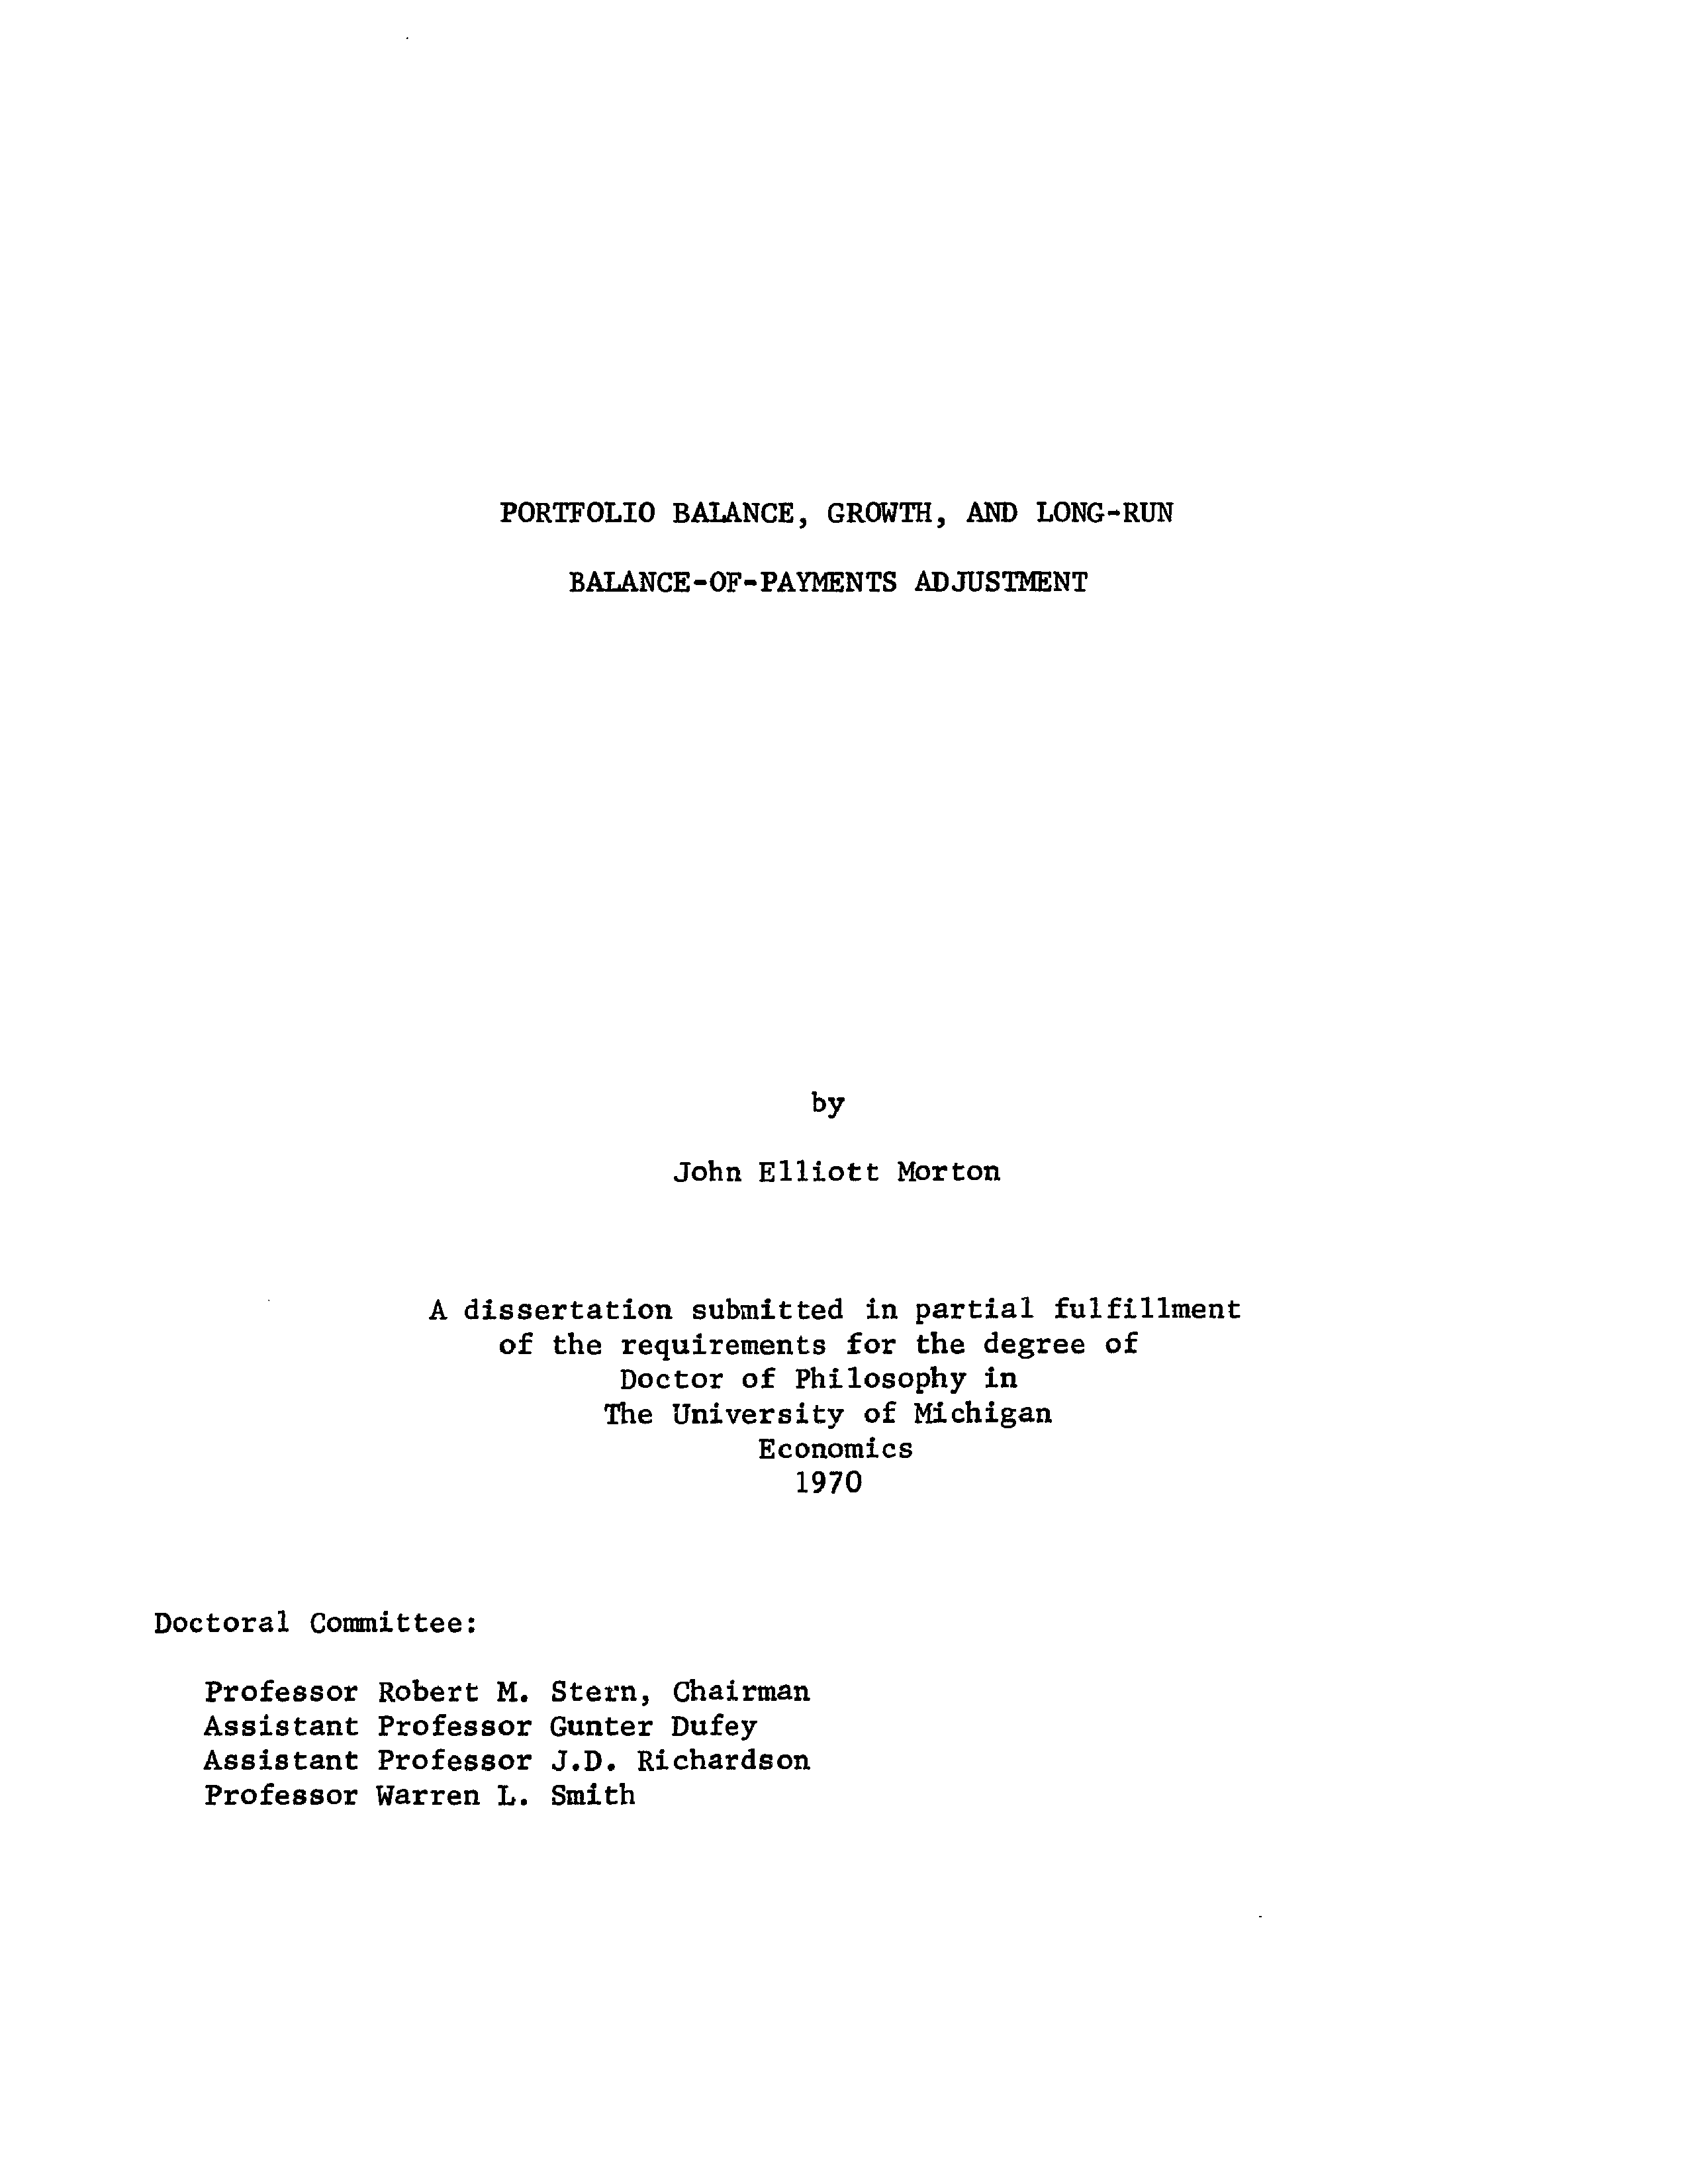 PORTFOLIO BALANCE, GROWTH, AND LONG-RUN
BALANCE-OF-PAYMENTS ADJUSTMENT
by
John Elliott Morton
A dissertation submitted in partial fulfillment
of the requirements for the degree of
Doctor of Philosophy in
The University of Michigan
Economics
1970
Doctoral Committee:
Professor Robert M. Stern, Chairman
Assistant Professor Gunter Dufey
Assistant Professor J.D. Richardson
Professor Warren L. Smith